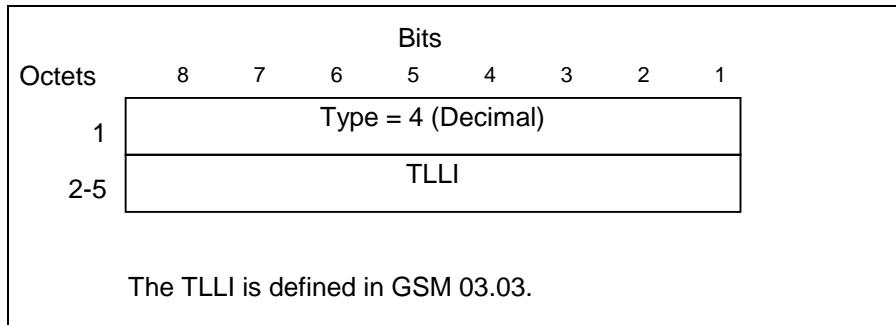 Bits
Octets 8 7 6 5 4 3 2 1
1 Type = 4 (Decimal)
2-5 TLLI
The TLLI is defined in GSM 03.03.